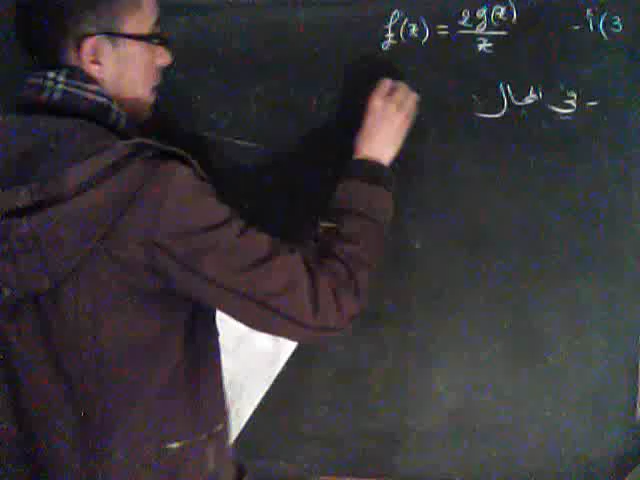 3) أ- f'(x) = 2g(x)/x
- في الحال